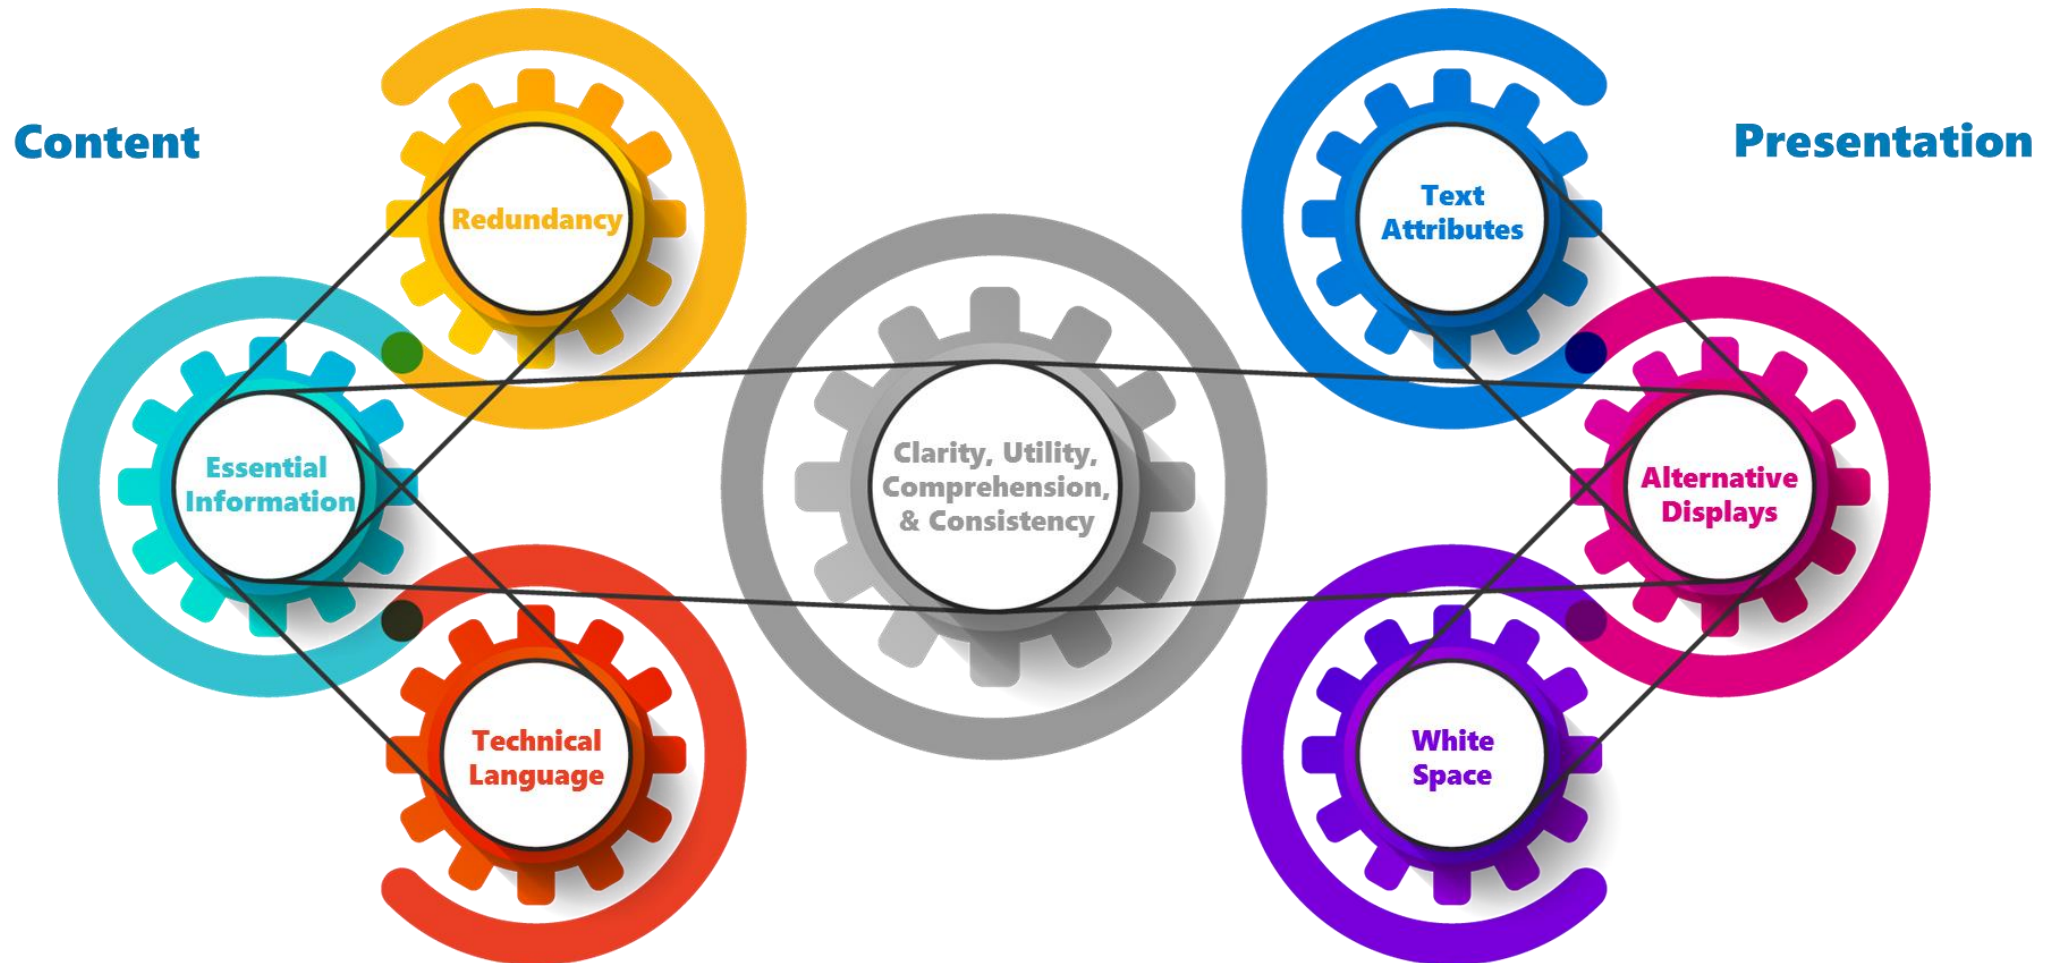 Content
Redundancy
Essential
Information
Technical
Language
Clarity, Utility,
Comprehension,
& Consistency
Presentation
Text
Attributes
Alternative
Displays
White
Space